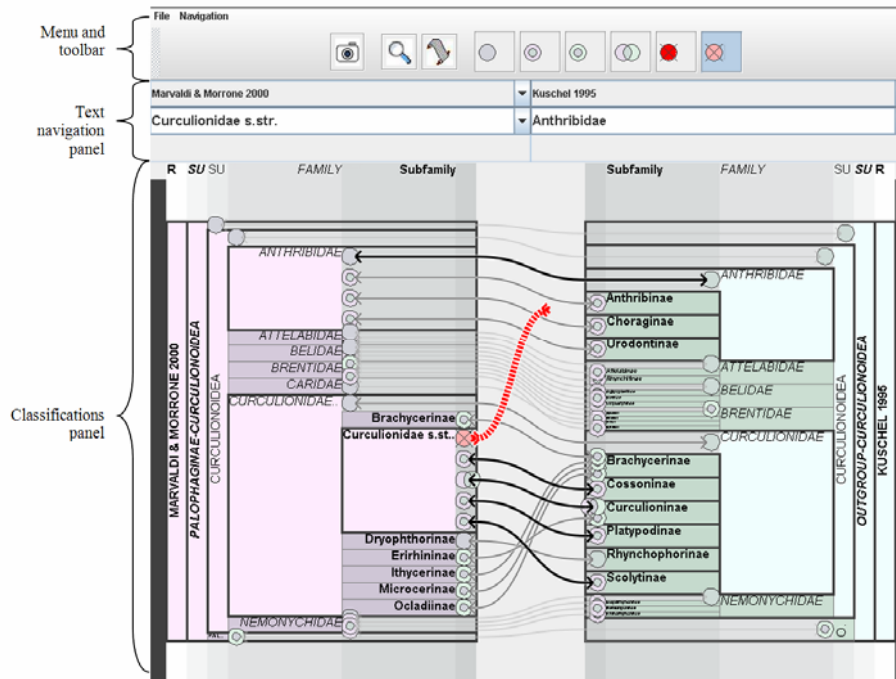 Menu and
toolbar
File Navigation
Text
navigation
panel
Marvaldi & Morrone 2000
Kuschel 1995
Curculionidae s.str.
Anthribidae
R SU SU FAMILY Subfamily
Subfamily FAMILY SU SU R
Classifications
panel
MARVALDI & MORRONE 2000
PALOPHAGINAE-CURCULIONOIDEA
CURCULIONOIDEA
ANTHRIBIDAE
ATTELABIDAE
BELIDAE
BRENTIDAE
CARIDAE
CURCULIONIDAE..
Brachycerinae
Curculionidae s.st..
Dryophthorinae
Erirhininae
Ithycerinae
Microcerinae
Ocladiinae
NEMONYCHIDAE
PAL..
ANTHRIBIDAE
Anthribinae
Choraginae
Urodontinae
ATTELABIDAE
BELIDAE
BRENTIDAE
CURCULIONIDAE
Brachycerinae
Cossoninae
Curculioninae
Platypodinae
Rhynchophorinae
Scolytinae
NEMONYCHIDAE
CURCULIONOIDEA
OUTGROUP-CURCULIONOIDEA
KUSCHEL 1995